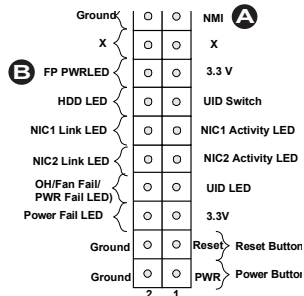 Ground NMI A
X X
B FP PWRLED 3.3 V
HDD LED UID Switch
NIC1 Link LED NIC1 Activity LED
NIC2 Link LED NIC2 Activity LED
OH/Fan Fail/
PWR Fail LED) UID LED
Power Fail LED 3.3V
Ground Reset Reset Button
Ground PWR Power Button
2 1